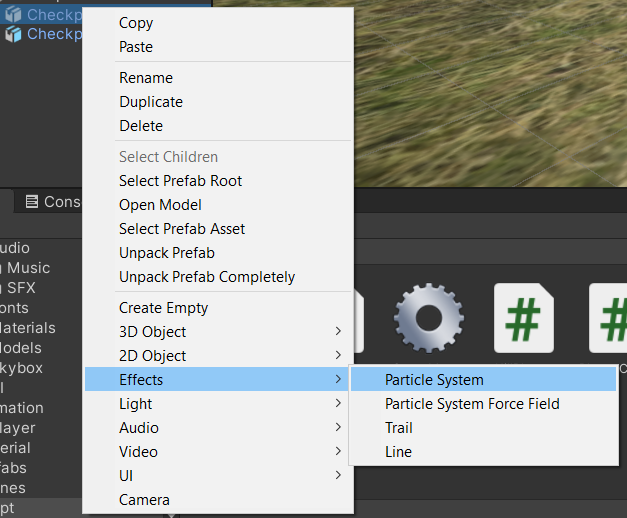 Checkp
Checkp
Copy
Paste
Rename
Duplicate
Delete
Select Children
Select Prefab Root
Open Model
Select Prefab Asset
Unpack Prefab
Unpack Prefab Completely
Create Empty
3D Object
2D Object
Effects
Light
Audio
Video
UI
Camera
Particle System
Particle System Force Field
Trail
Line
Cons
udio
Music
SFX
onts
aterials
odels
kybox
I
mation
layer
erial
fabs
nes
pt
#
#